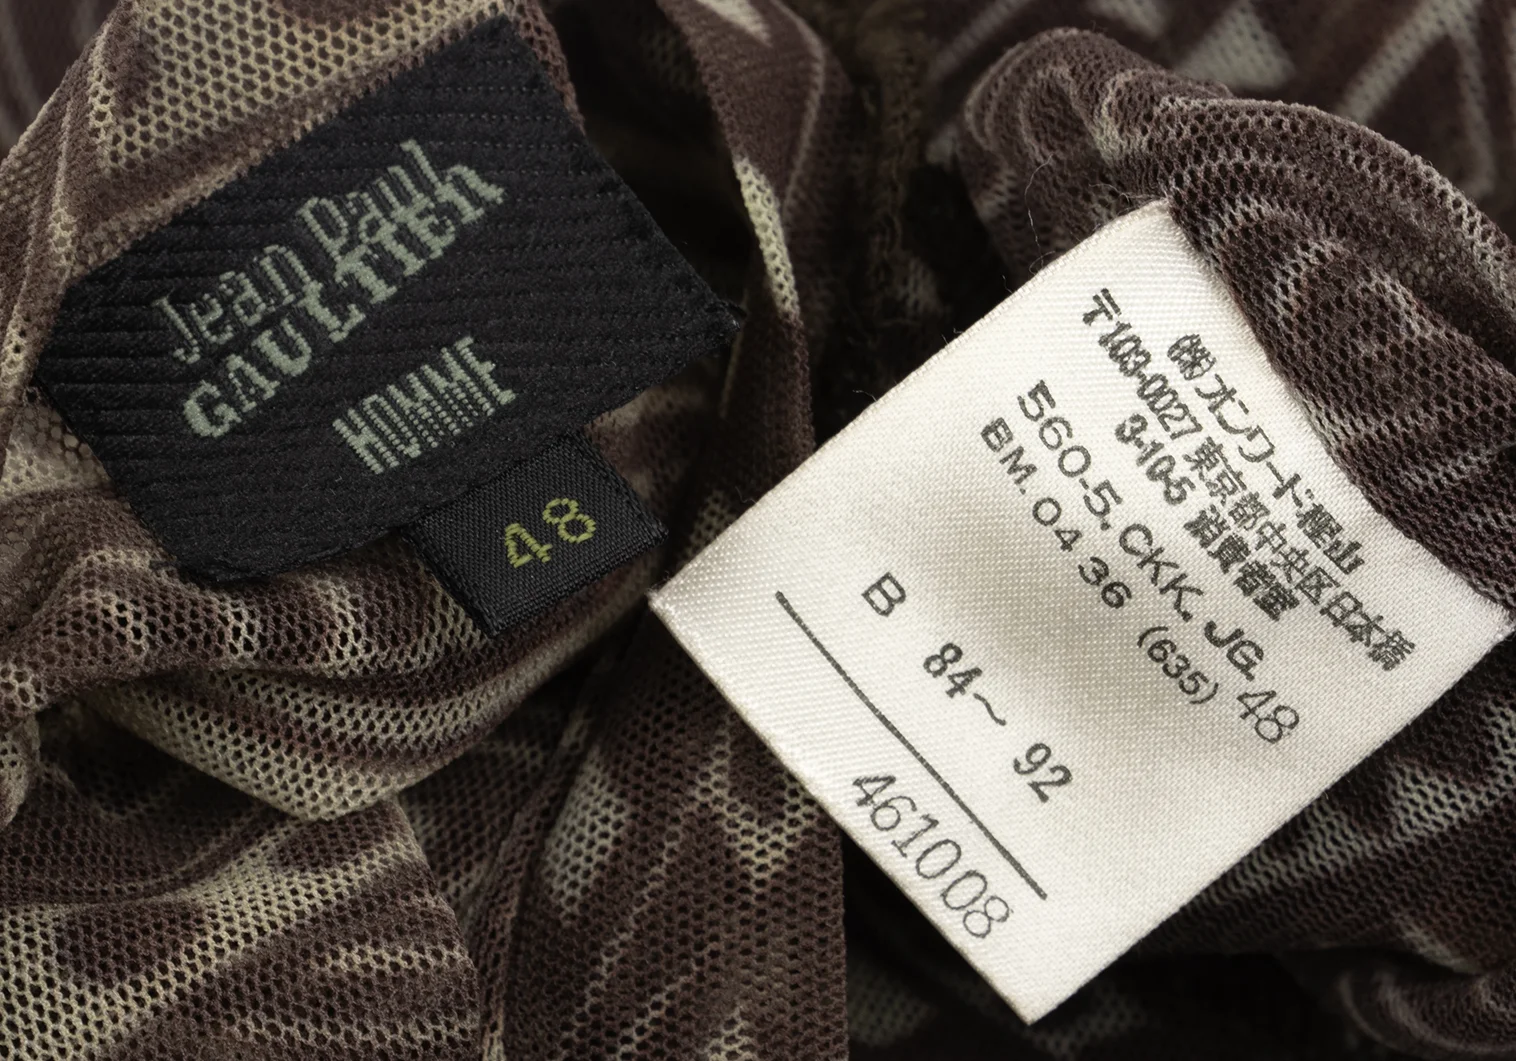 Jean Paul
GAULTIER
HOMME
48
㈱オンワード樫山
〒103-0027 東京都中央区日本橋
3-10-5 消費者室
560-5. CKK. JG. 48
BM. 04 36 (635)
B 84～ 92
461008